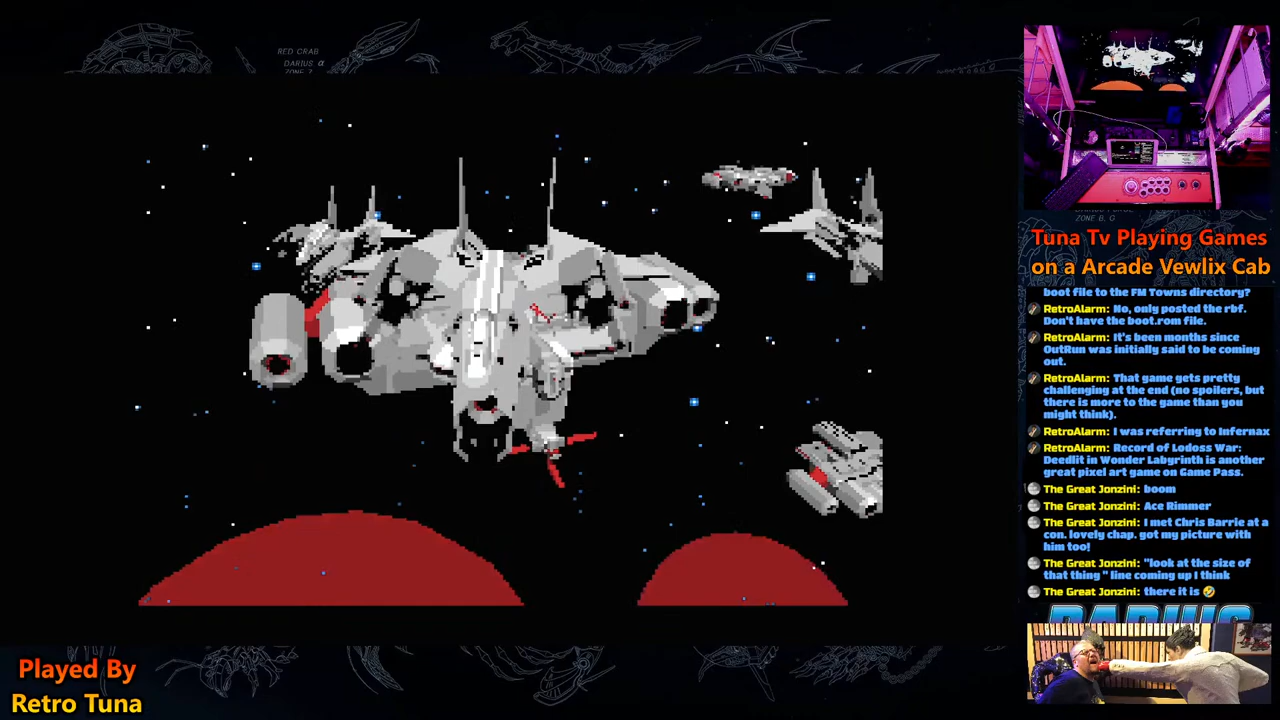 RED CRAB
DARIUS α
ZONE Z
ZONE B, G
Tuna Tv Playing Games
on a Arcade Vewlix Cab
boot file to the FM Towns directory?
RetroAlarm: No, only posted the rbf.
Don't have the boot.rom file.
RetroAlarm: It's been months since
OutRun was initially said to be coming
out.
RetroAlarm: That game gets pretty
challenging at the end (no spoilers, but
there is more to the game than you
might think).
RetroAlarm: I was referring to Infernax
RetroAlarm: Record of Lodoss War:
Deedlit in Wonder Labyrinth is another
great pixel art game on Game Pass.
The Great Jonzini: boom
The Great Jonzini: Ace Rimmer
The Great Jonzini: I met Chris Barrie at a
con. lovely chap. got my picture with
him too!
The Great Jonzini: "look at the size of
that thing " line coming up I think
The Great Jonzini: there it is 🤣
DARIUS
Played By
Retro Tuna